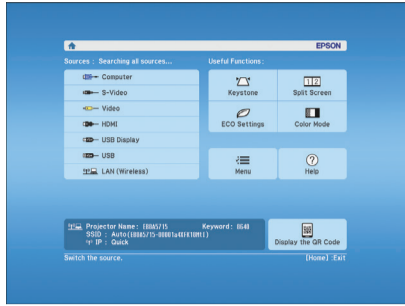 EPSON
Sources : Searching all sources...
Useful Functions :
Computer
S-Video
Video
HDMI
USB Display
USB
LAN (Wireless)
Keystone
1 2
Split Screen
ECO Settings
Color Mode
Menu
?
Help
Projector Name: Keyword:
SSID :
IP : Quick
Display the QR Code
Switch the source.
[Home] :Exit